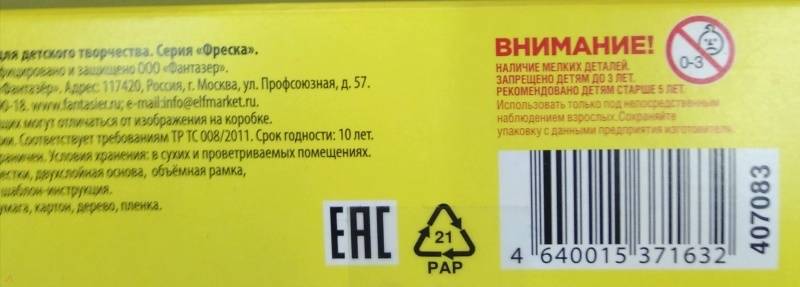 для детского творчества. Серия «Фреска».
и защищено ООО «Фантазер».
«Фантазёр». Адрес: 117420, Россия, г. Москва, ул. Профсоюзная, д. 57.
0-18. www.fantasier.ru; e-mail:info@elfmarket.ru.
могут отличаться от изображения на коробке.
Соответствует требованиям ТР ТС 008/2011. Срок годности: 10 лет.
Условия хранения: в сухих и проветриваемых помещениях.
двухслойная основа, объёмная рамка,
шаблон-инструкция.
картон, дерево, пленка.
EAC
21
PAP
ВНИМАНИЕ!
НАЛИЧИЕ МЕЛКИХ ДЕТАЛЕЙ.
ЗАПРЕЩЕНО ДЕТЯМ ДО 3 ЛЕТ.
РЕКОМЕНДОВАНО ДЕТЯМ СТАРШЕ 5 ЛЕТ.
Использовать только под непосредственным
наблюдением взрослых. Сохраняйте
упаковку с данными предприятия изготовителя.
0-3
4 640015 371632
407083